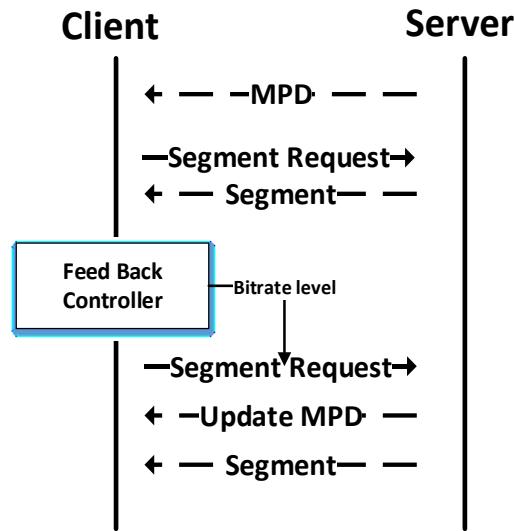 Client
Server
MPD
Segment Request
Segment
Feed Back
Controller
Bitrate level
Segment Request
Update MPD
Segment